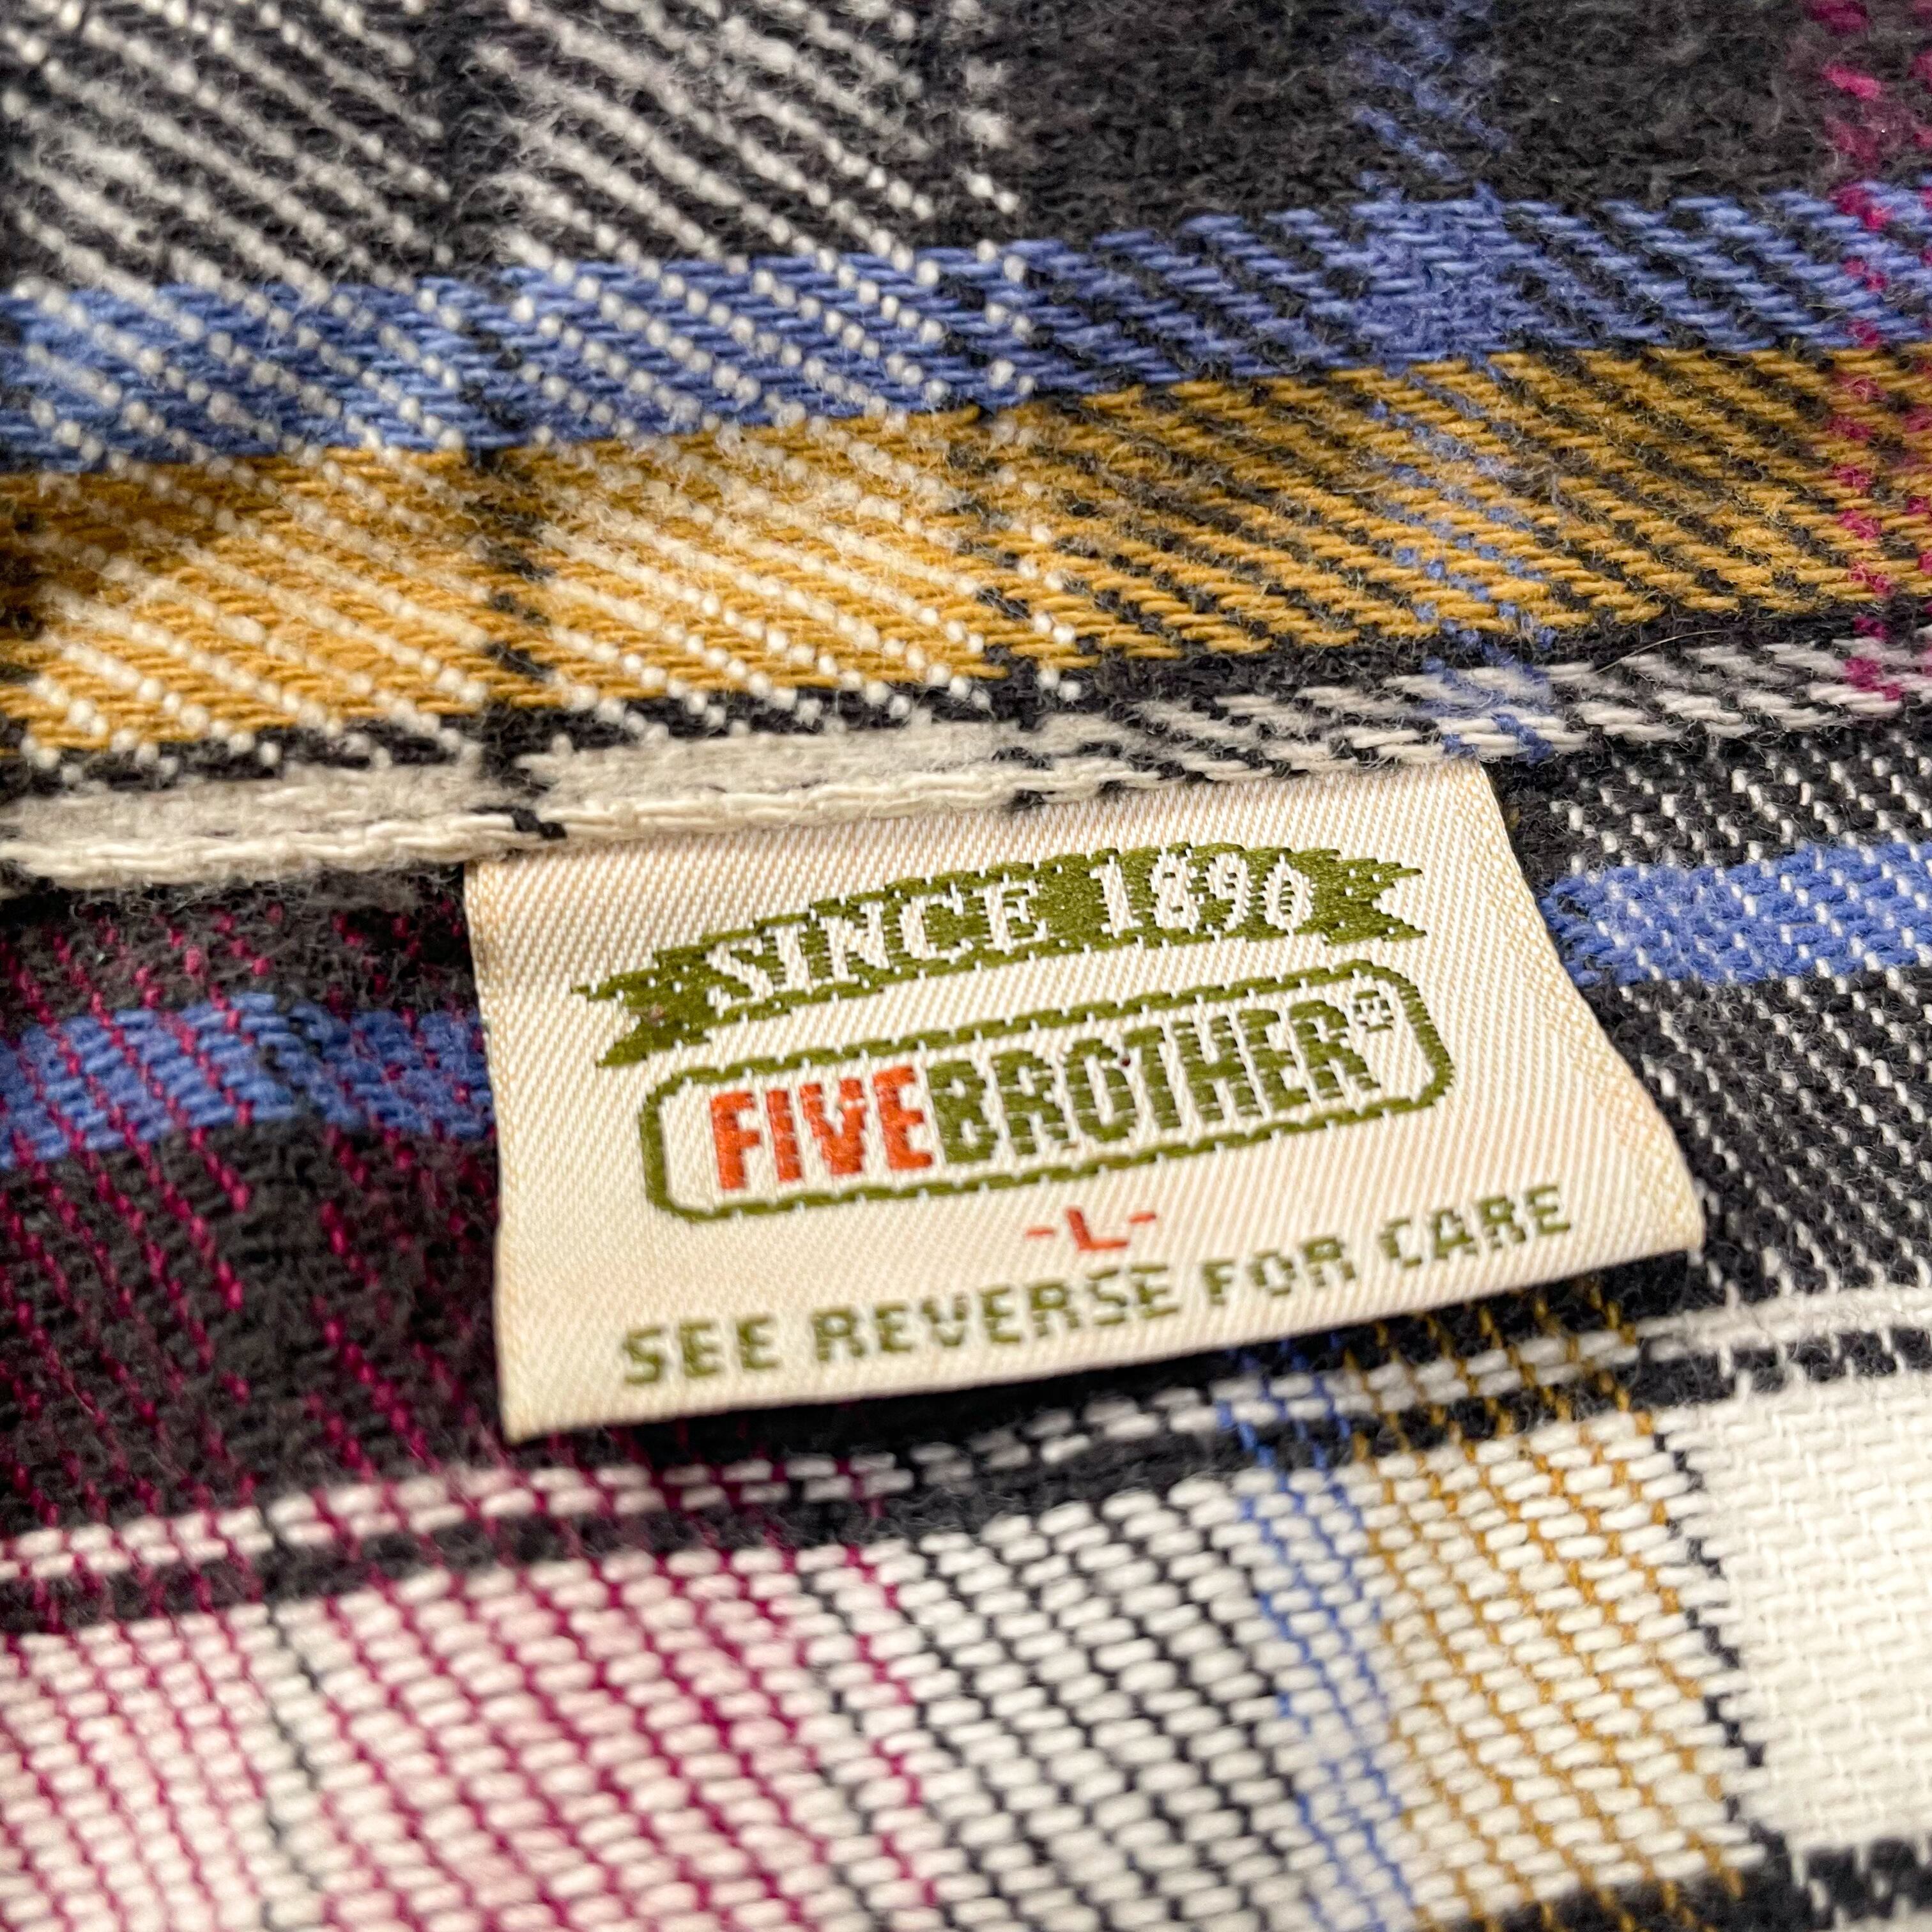 SINCE 1890
FIVEBROTHER®
-L-
SEE REVERSE FOR CARE